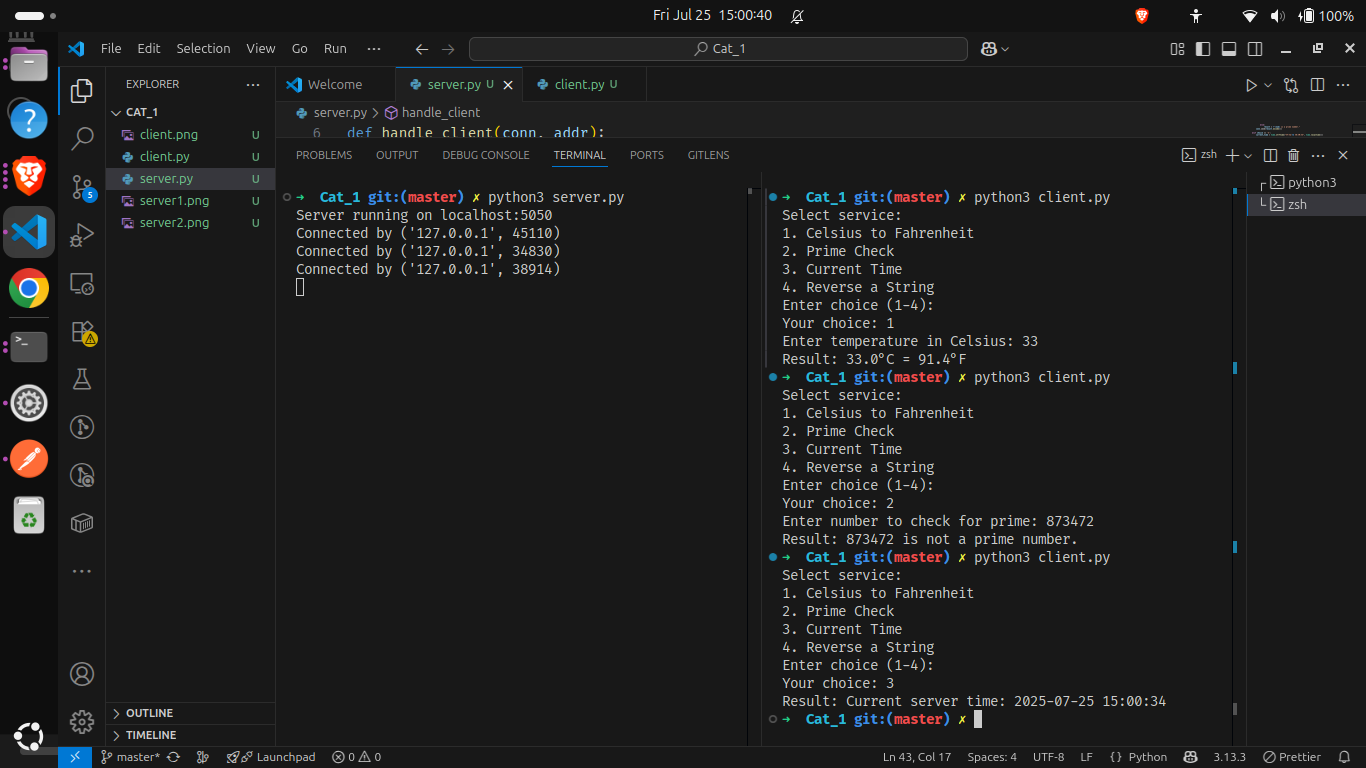 Fri Jul 25 15:00:40
100%
File Edit Selection View Go Run ···
Cat_1
EXPLORER
CAT_1
client.png U
client.py U
server.py U
server1.png U
server2.png U
OUTLINE
TIMELINE
5
Welcome
server.py U
client.py U
server.py > handle_client
6 def handle_client(conn, addr):
PROBLEMS OUTPUT DEBUG CONSOLE TERMINAL PORTS GITLENS
zsh
python3
zsh
→ Cat_1 git:(master) ✗ python3 server.py
Server running on localhost:5050
Connected by ('127.0.0.1', 45110)
Connected by ('127.0.0.1', 34830)
Connected by ('127.0.0.1', 38914)
→ Cat_1 git:(master) ✗ python3 client.py
Select service:
1. Celsius to Fahrenheit
2. Prime Check
3. Current Time
4. Reverse a String
Enter choice (1-4):
Your choice: 1
Enter temperature in Celsius: 33
Result: 33.0°C = 91.4°F
→ Cat_1 git:(master) ✗ python3 client.py
Select service:
1. Celsius to Fahrenheit
2. Prime Check
3. Current Time
4. Reverse a String
Enter choice (1-4):
Your choice: 2
Enter number to check for prime: 873472
Result: 873472 is not a prime number.
→ Cat_1 git:(master) ✗ python3 client.py
Select service:
1. Celsius to Fahrenheit
2. Prime Check
3. Current Time
4. Reverse a String
Enter choice (1-4):
Your choice: 3
Result: Current server time: 2025-07-25 15:00:34
→ Cat_1 git:(master) ✗
master* Launchpad 0 0 Ln 43, Col 17 Spaces: 4 UTF-8 LF {} Python 3.13.3 Prettier